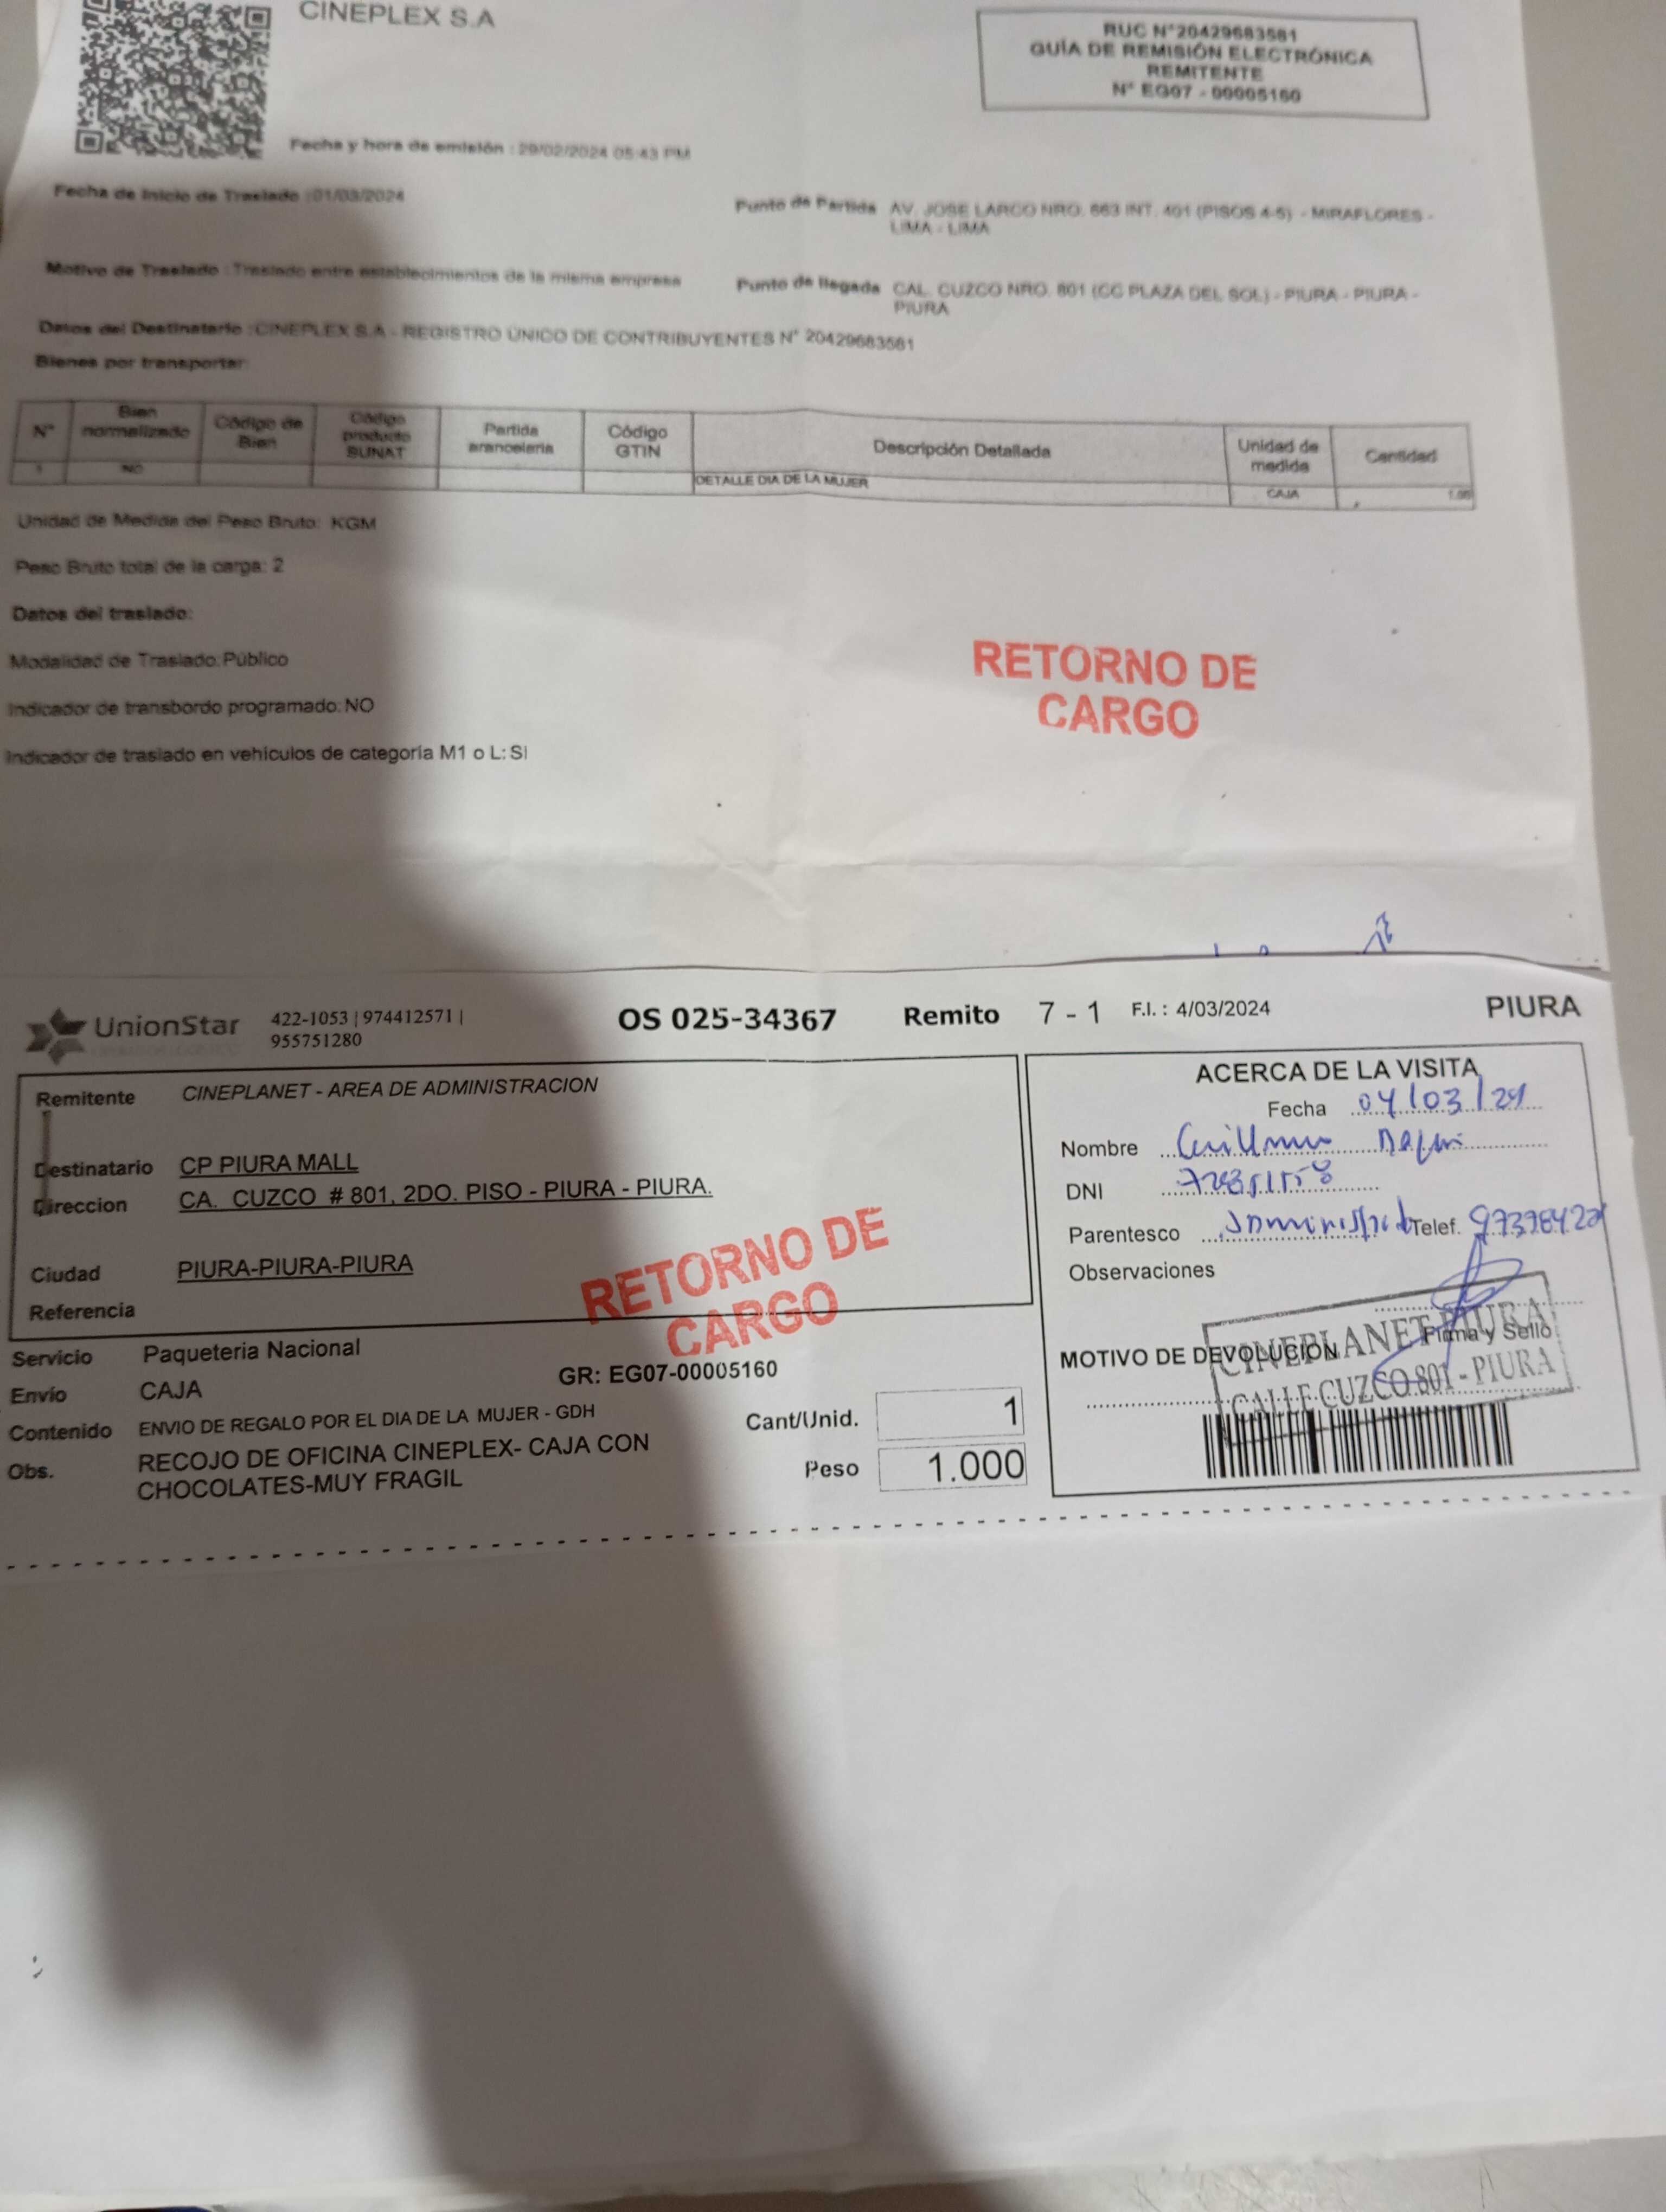 CINEPLEX S.A
RUC N°20429683581
GUÍA DE REMISIÓN ELECTRÓNICA
REMITENTE
N° EG07 - 00005160
Fecha y hora de emisión : 29/02/2024 05:43 PM
Fecha de Inicio de Traslado :01/03/2024
Punto de Partida AV. JOSE LARCO NRO. 663 INT. 401 (PISOS 4-5) - MIRAFLORES -
LIMA - LIMA
Motivo de Traslado : Traslado entre establecimientos de la misma empresa
Punto de llegada CAL. CUZCO NRO. 801 (CC PLAZA DEL SOL) - PIURA - PIURA -
PIURA
Datos del Destinatario : CINEPLEX S.A - REGISTRO ÚNICO DE CONTRIBUYENTES N° 20429683581
Bienes por transportar:
N° Bien normalizado Código de Bien Código producto SUNAT Partida arancelaria Código GTIN Descripción Detallada Unidad de medida Cantidad
1 NO DETALLE DIA DE LA MUJER CAJA 1.00
Unidad de Medida del Peso Bruto: KGM
Peso Bruto total de la carga: 2
Datos del traslado:
Modalidad de Traslado: Público
Indicador de transbordo programado: NO
Indicador de traslado en vehículos de categoría M1 o L: SI
RETORNO DE
CARGO
UnionStar
422-1053 | 974412571 |
955751280
OS 025-34367 Remito 7 - 1 F.I. : 4/03/2024 PIURA
Remitente CINEPLANET - AREA DE ADMINISTRACION
Destinatario CP PIURA MALL
Direccion CA. CUZCO # 801, 2DO. PISO - PIURA - PIURA.
Ciudad PIURA-PIURA-PIURA
Referencia
RETORNO DE
CARGO
Servicio Paqueteria Nacional
Envío CAJA
GR: EG07-00005160
Contenido ENVIO DE REGALO POR EL DIA DE LA MUJER - GDH
Obs. RECOJO DE OFICINA CINEPLEX- CAJA CON
CHOCOLATES-MUY FRAGIL
Cant/Unid. 1
Peso 1.000
ACERCA DE LA VISITA
Fecha 04/03/24
Nombre
DNI
Parentesco Telef.
Observaciones
Firma y Sello
MOTIVO DE DEVOLUCIÓN
CINEPLANET PIURA
CALLE CUZCO 801 - PIURA